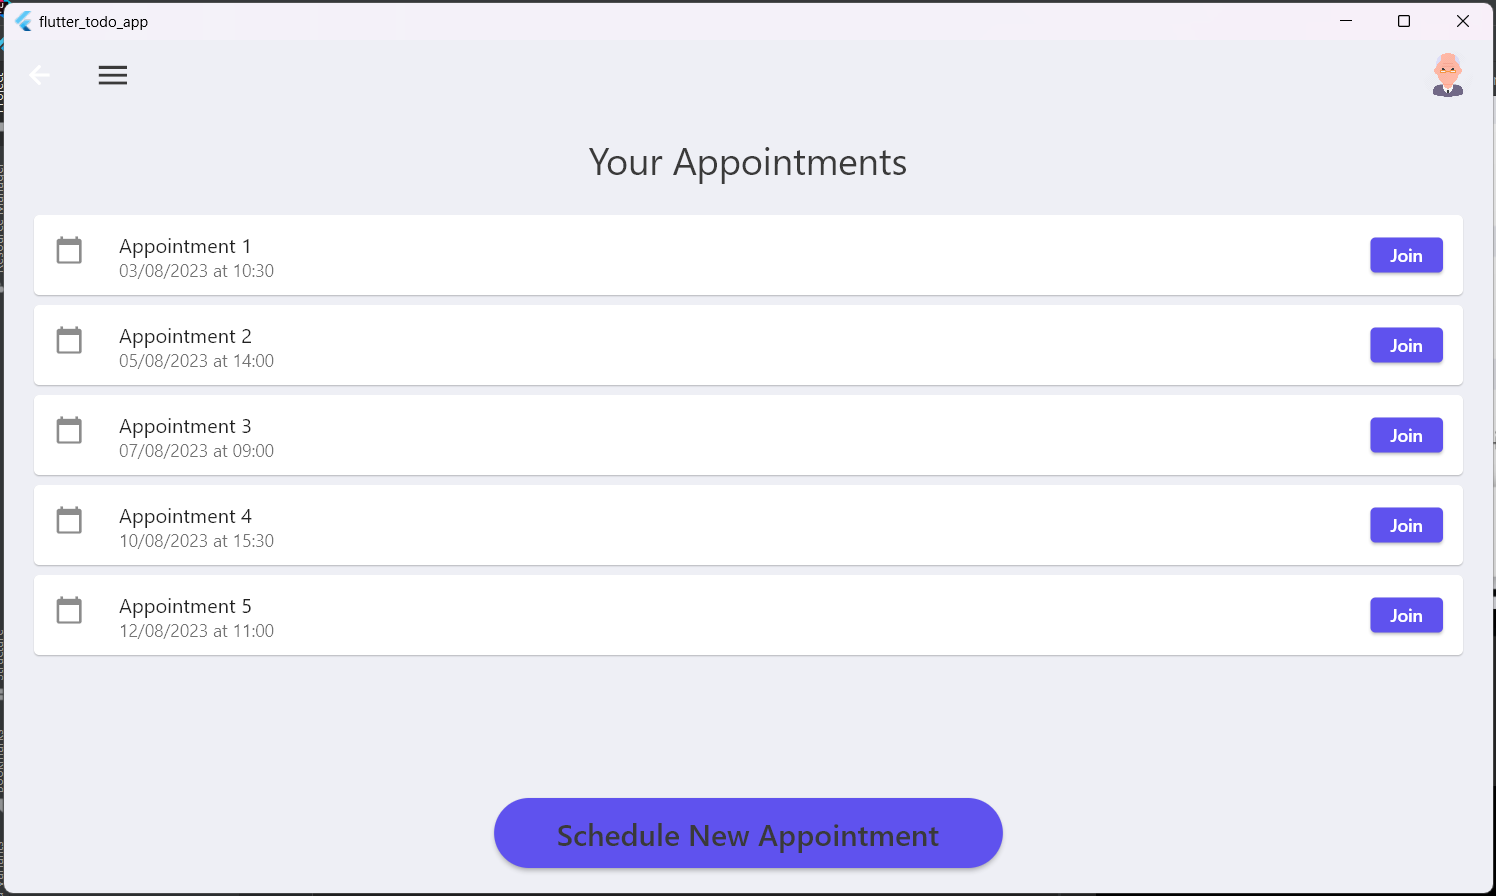 flutter_todo_app
Your Appointments
Appointment 1
03/08/2023 at 10:30
Join
Appointment 2
05/08/2023 at 14:00
Join
Appointment 3
07/08/2023 at 09:00
Join
Appointment 4
10/08/2023 at 15:30
Join
Appointment 5
12/08/2023 at 11:00
Join
Schedule New Appointment